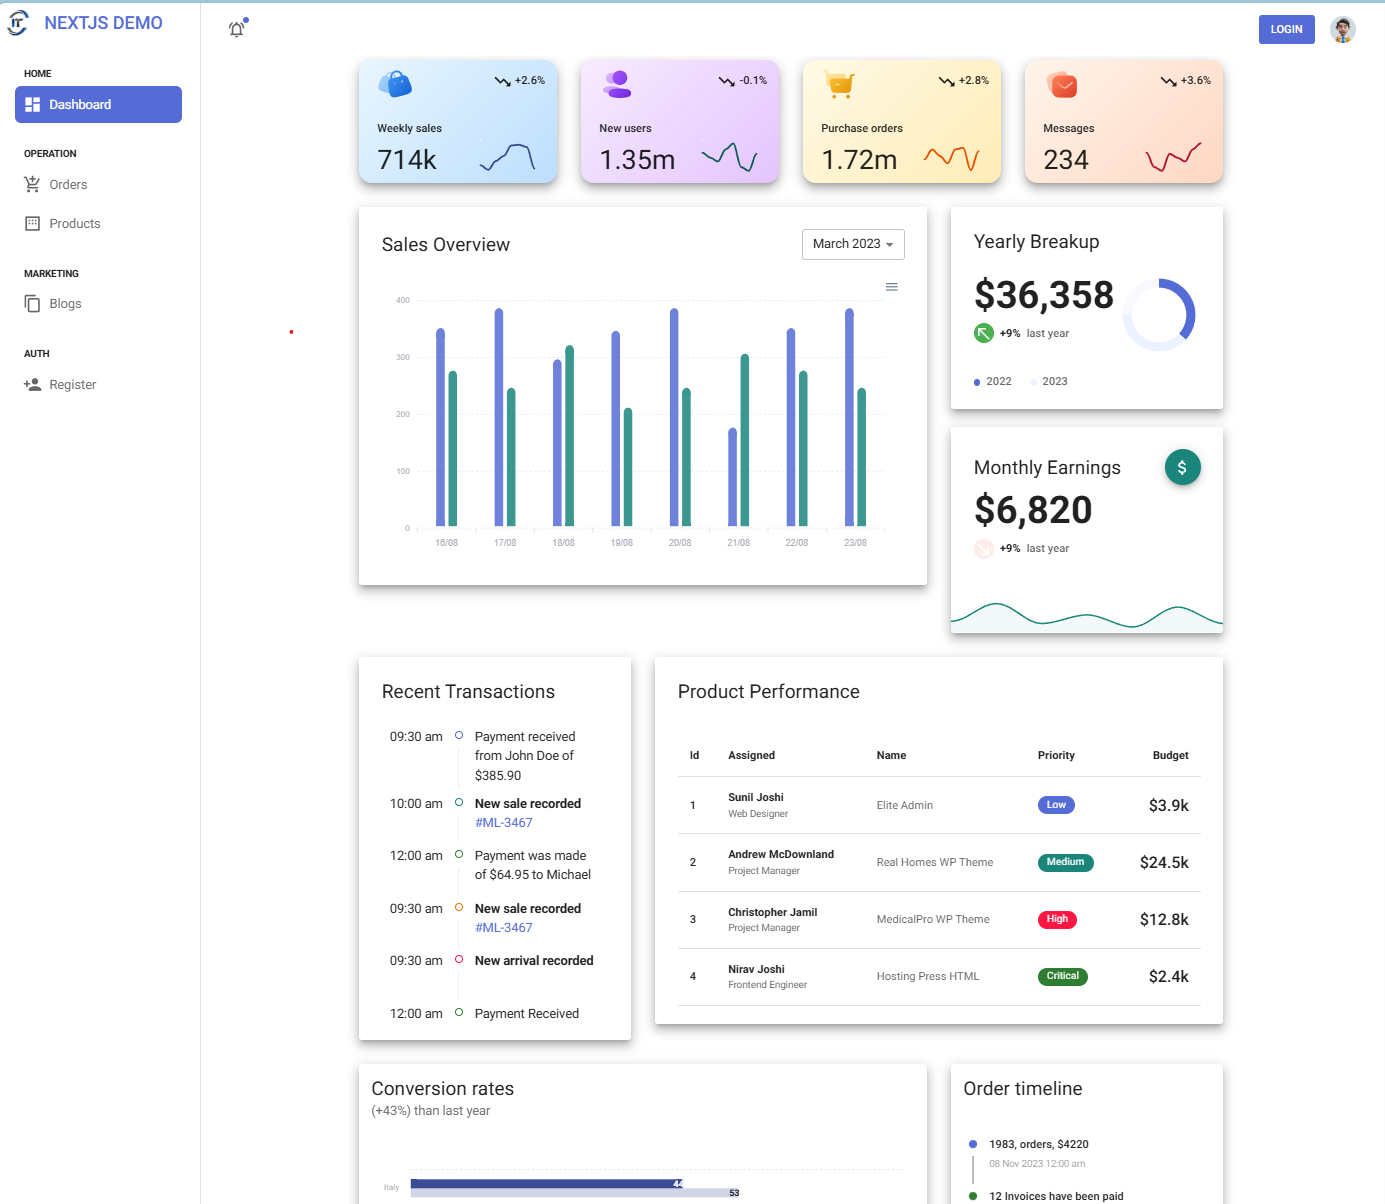 NEXTJS DEMO
LOGIN
HOME
Dashboard
OPERATION
Orders
Products
MARKETING
Blogs
AUTH
Register
+2.6%
Weekly sales
714k
-0.1%
New users
1.35m
+2.8%
Purchase orders
1.72m
+3.6%
Messages
234
Sales Overview
March 2023
400
300
200
100
0
16/08 17/08 18/08 19/08 20/08 21/08 22/08 23/08
Yearly Breakup
$36,358
+9% last year
2022 2023
Monthly Earnings
$
$6,820
+9% last year
Recent Transactions
09:30 am Payment received
from John Doe of
$385.90
10:00 am New sale recorded
#ML-3467
12:00 am Payment was made
of $64.95 to Michael
09:30 am New sale recorded
#ML-3467
09:30 am New arrival recorded
12:00 am Payment Received
Product Performance
Id Assigned Name Priority Budget
1 Sunil Joshi Elite Admin Low $3.9k
Web Designer
2 Andrew McDownland Real Homes WP Theme Medium $24.5k
Project Manager
3 Christopher Jamil MedicalPro WP Theme High $12.8k
Project Manager
4 Nirav Joshi Hosting Press HTML Critical $2.4k
Frontend Engineer
Conversion rates
(+43%) than last year
Italy
44
53
Order timeline
1983, orders, $4220
08 Nov 2023 12:00 am
12 Invoices have been paid